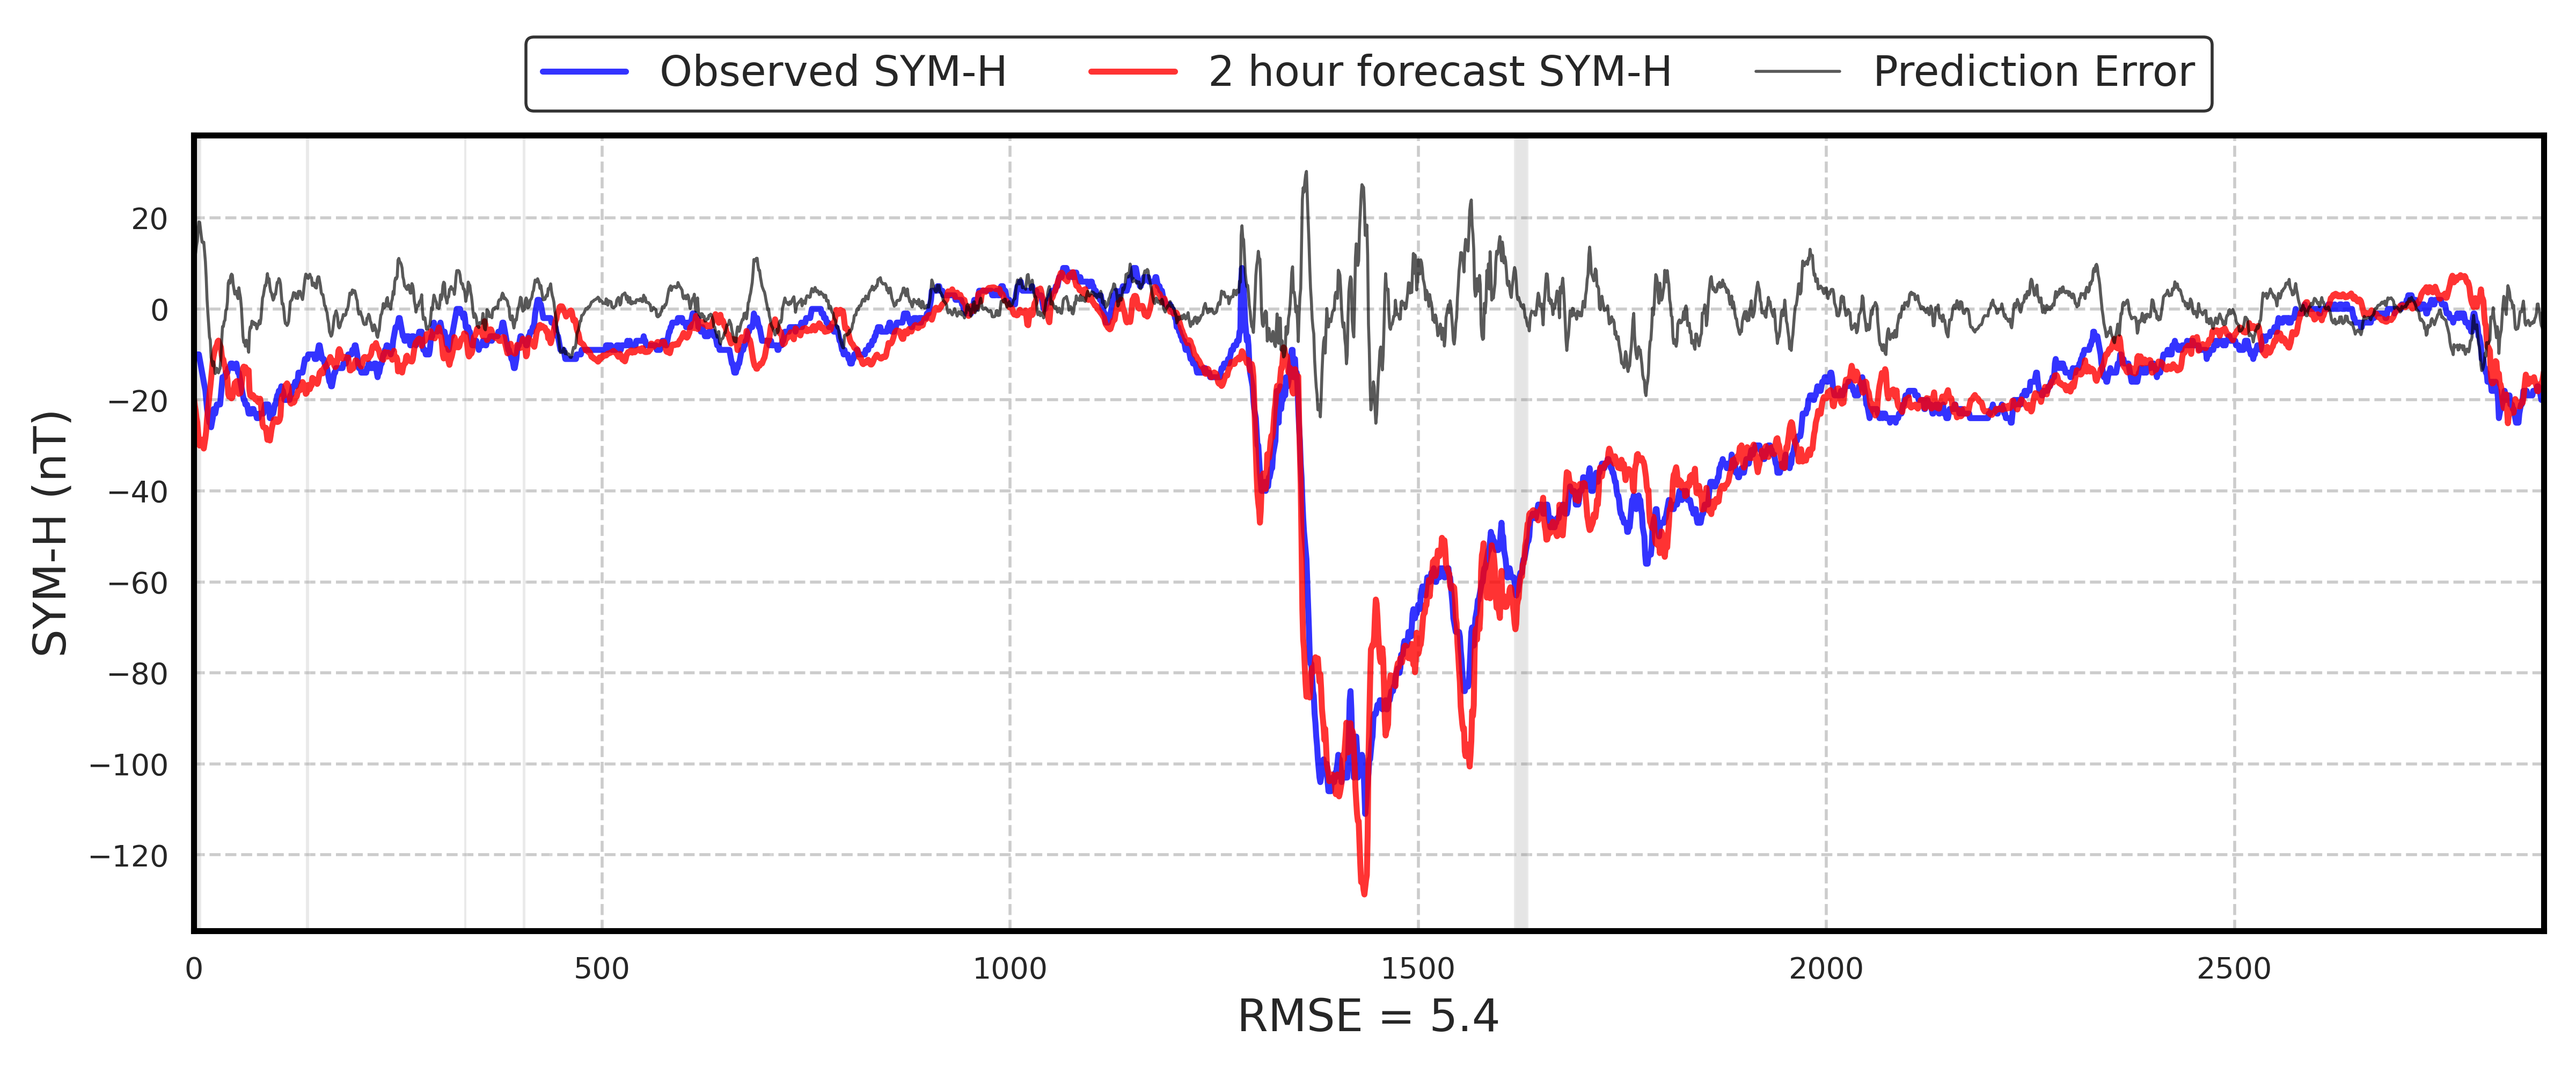 Observed SYM-H 2 hour forecast SYM-H Prediction Error
SYM-H (nT)
20
0
−20
−40
−60
−80
−100
−120
0 500 1000 1500 2000 2500
RMSE = 5.4